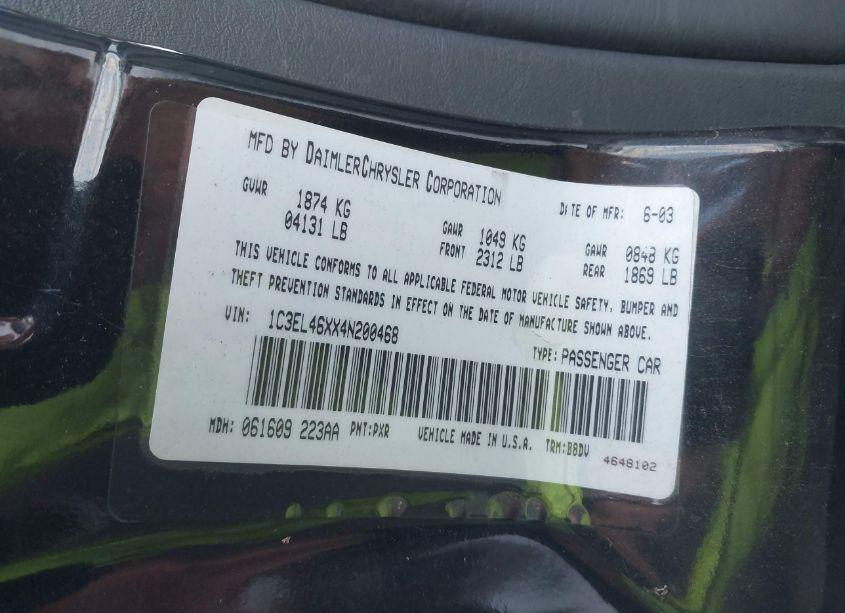 MFD BY DAIMLERCHRYSLER CORPORATION
DATE OF MFR: 6-03
GVWR 1874 KG 04131 LB
GAWR FRONT 1049 KG 2312 LB
GAWR REAR 0848 KG 1869 LB
THIS VEHICLE CONFORMS TO ALL APPLICABLE FEDERAL MOTOR VEHICLE SAFETY, BUMPER AND
THEFT PREVENTION STANDARDS IN EFFECT ON THE DATE OF MANUFACTURE SHOWN ABOVE.
VIN: 1C3EL46XX4N200468
TYPE: PASSENGER CAR
MDH: 061609 223AA PNT:PXR VEHICLE MADE IN U.S.A. TRM:B8DV
4648102